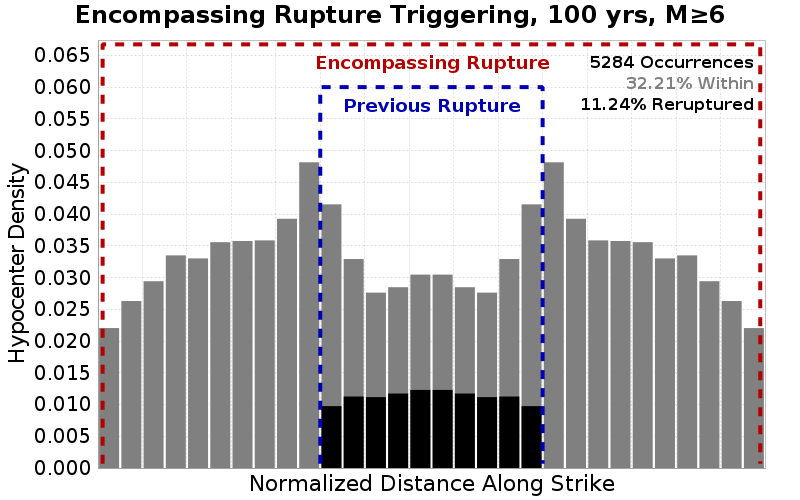 Encompassing Rupture Triggering, 100 yrs, M≥6
0.065
0.060
0.055
0.050
0.045
0.040
0.035
0.030
0.025
0.020
0.015
0.010
0.005
0.000
Hypocenter Density
Encompassing Rupture
Previous Rupture
5284 Occurrences
32.21% Within
11.24% Reruptured
Normalized Distance Along Strike